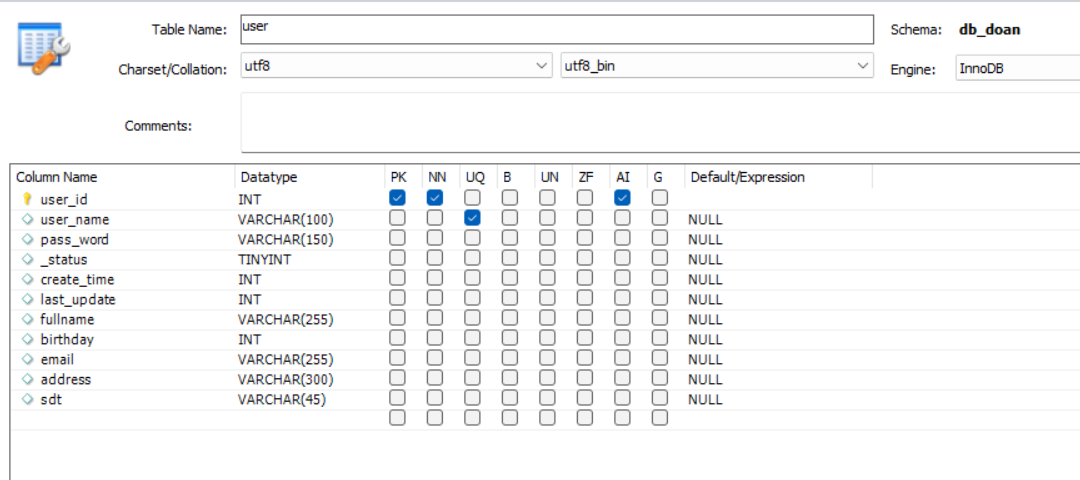 Table Name: user Schema: db_doan
Charset/Collation: utf8 utf8_bin Engine: InnoDB
Comments:
Column Name Datatype PK NN UQ B UN ZF AI G Default/Expression
user_id INT
user_name VARCHAR(100) NULL
pass_word VARCHAR(150) NULL
_status TINYINT NULL
create_time INT NULL
last_update INT NULL
fullname VARCHAR(255) NULL
birthday INT NULL
email VARCHAR(255) NULL
address VARCHAR(300) NULL
sdt VARCHAR(45) NULL